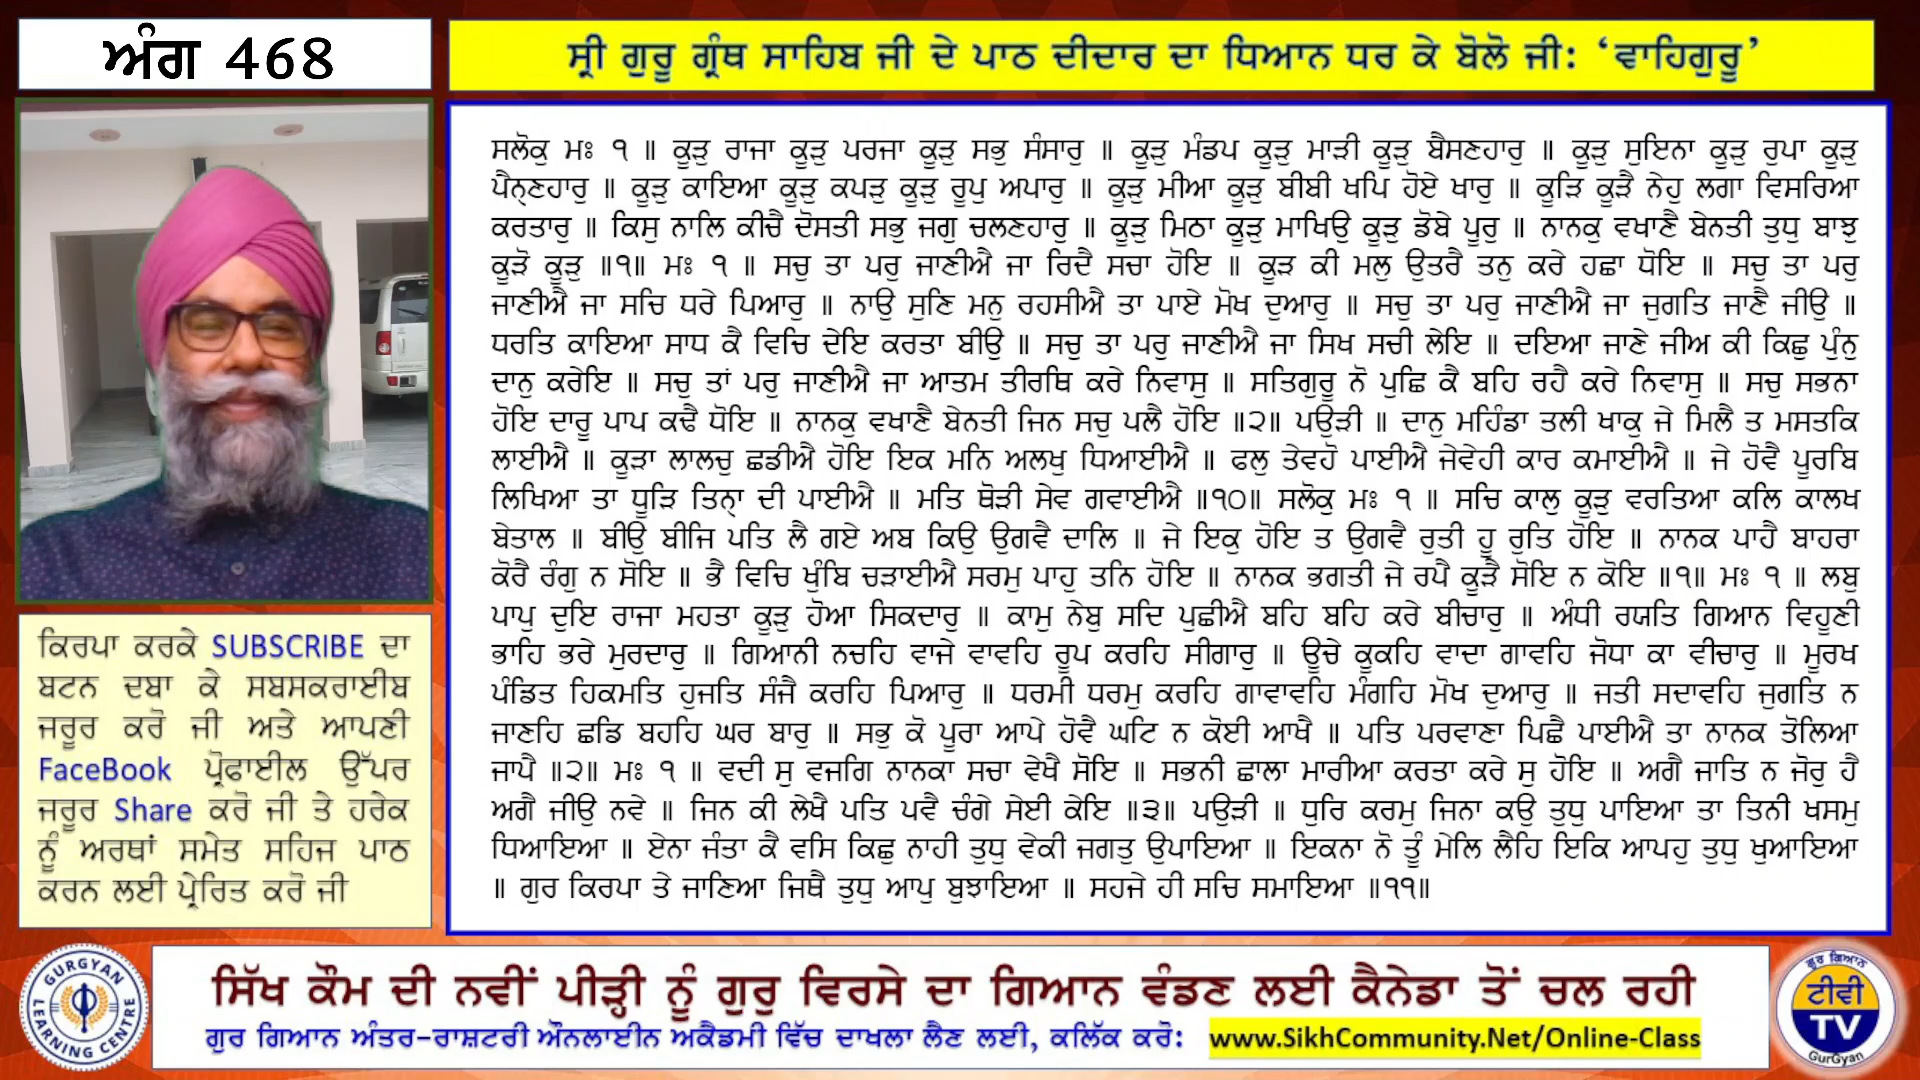 ਅੰਗ 468
ਸ੍ਰੀ ਗੁਰੂ ਗ੍ਰੰਥ ਸਾਹਿਬ ਜੀ ਦੇ ਪਾਠ ਦੀਦਾਰ ਦਾ ਧਿਆਨ ਧਰ ਕੇ ਬੋਲੋ ਜੀ: ‘ਵਾਹਿਗੁਰੂ’
ਸਲੋਕੁ ਮਃ ੧ ॥ ਕੂੜੁ ਰਾਜਾ ਕੂੜੁ ਪਰਜਾ ਕੂੜੁ ਸਭੁ ਸੰਸਾਰੁ ॥ ਕੂੜੁ ਮੰਡਪ ਕੂੜੁ ਮਾੜੀ ਕੂੜੁ ਬੈਸਣਹਾਰੁ ॥ ਕੂੜੁ ਸੁਇਨਾ ਕੂੜੁ ਰੁਪਾ ਕੂੜੁ
ਪੈਨ੍ਹਣਹਾਰੁ ॥ ਕੂੜੁ ਕਾਇਆ ਕੂੜੁ ਕਪੜੁ ਕੂੜੁ ਰੂਪੁ ਅਪਾਰੁ ॥ ਕੂੜੁ ਮੀਆ ਕੂੜੁ ਬੀਬੀ ਖਪਿ ਹੋਏ ਖਾਰੁ ॥ ਕੂੜਿ ਕੂੜੈ ਨੇਹੁ ਲਗਾ ਵਿਸਰਿਆ
ਕਰਤਾਰੁ ॥ ਕਿਸੁ ਨਾਲਿ ਕੀਚੈ ਦੋਸਤੀ ਸਭੁ ਜਗੁ ਚਲਣਹਾਰੁ ॥ ਕੂੜੁ ਮਿਠਾ ਕੂੜੁ ਮਾਖਿਉ ਕੂੜੁ ਡੋਬੇ ਪੂਰੁ ॥ ਨਾਨਕੁ ਵਖਾਣੈ ਬੇਨਤੀ ਤੁਧੁ ਬਾਝੁ
ਕੂੜੋ ਕੂੜੁ ॥੧॥ ਮਃ ੧ ॥ ਸਚੁ ਤਾ ਪਰੁ ਜਾਣੀਐ ਜਾ ਰਿਦੈ ਸਚਾ ਹੋਇ ॥ ਕੂੜ ਕੀ ਮਲੁ ਉਤਰੈ ਤਨੁ ਕਰੇ ਹਛਾ ਧੋਇ ॥ ਸਚੁ ਤਾ ਪਰੁ
ਜਾਣੀਐ ਜਾ ਸਚਿ ਧਰੇ ਪਿਆਰੁ ॥ ਨਾਉ ਸੁਣਿ ਮਨੁ ਰਹਸੀਐ ਤਾ ਪਾਏ ਮੋਖ ਦੁਆਰੁ ॥ ਸਚੁ ਤਾ ਪਰੁ ਜਾਣੀਐ ਜਾ ਜੁਗਤਿ ਜਾਣੈ ਜੀਉ ॥
ਧਰਤਿ ਕਾਇਆ ਸਾਧ ਕੈ ਵਿਚਿ ਦੇਇ ਕਰਤਾ ਬੀਉ ॥ ਸਚੁ ਤਾ ਪਰੁ ਜਾਣੀਐ ਜਾ ਸਿਖ ਸਚੀ ਲੇਇ ॥ ਦਇਆ ਜਾਣੇ ਜੀਅ ਕੀ ਕਿਛੁ ਪੁੰਨੁ
ਦਾਨੁ ਕਰੇਇ ॥ ਸਚੁ ਤਾਂ ਪਰੁ ਜਾਣੀਐ ਜਾ ਆਤਮ ਤੀਰਥਿ ਕਰੇ ਨਿਵਾਸੁ ॥ ਸਤਿਗੁਰੂ ਨੋ ਪੁਛਿ ਕੈ ਬਹਿ ਰਹੈ ਕਰੇ ਨਿਵਾਸੁ ॥ ਸਚੁ ਸਭਨਾ
ਹੋਇ ਦਾਰੂ ਪਾਪ ਕਢੈ ਧੋਇ ॥ ਨਾਨਕੁ ਵਖਾਣੈ ਬੇਨਤੀ ਜਿਨ ਸਚੁ ਪਲੈ ਹੋਇ ॥੨॥ ਪਉੜੀ ॥ ਦਾਨੁ ਮਹਿੰਡਾ ਤਲੀ ਖਾਕੁ ਜੇ ਮਿਲੈ ਤ ਮਸਤਕਿ
ਲਾਈਐ ॥ ਕੂੜਾ ਲਾਲਚੁ ਛਡੀਐ ਹੋਇ ਇਕ ਮਨਿ ਅਲਖੁ ਧਿਆਈਐ ॥ ਫਲੁ ਤੇਵਹੋ ਪਾਈਐ ਜੇਵੇਹੀ ਕਾਰ ਕਮਾਈਐ ॥ ਜੇ ਹੋਵੈ ਪੂਰਬਿ
ਲਿਖਿਆ ਤਾ ਧੂੜਿ ਤਿਨ੍ਹਾ ਦੀ ਪਾਈਐ ॥ ਮਤਿ ਥੋੜੀ ਸੇਵ ਗਵਾਈਐ ॥੧੦॥ ਸਲੋਕੁ ਮਃ ੧ ॥ ਸਚਿ ਕਾਲੁ ਕੂੜੁ ਵਰਤਿਆ ਕਲਿ ਕਾਲਖ
ਬੇਤਾਲ ॥ ਬੀਉ ਬੀਜਿ ਪਤਿ ਲੈ ਗਏ ਅਬ ਕਿਉ ਉਗਵੈ ਦਾਲਿ ॥ ਜੇ ਇਕੁ ਹੋਇ ਤ ਉਗਵੈ ਰੁਤੀ ਹੂ ਰੁਤਿ ਹੋਇ ॥ ਨਾਨਕ ਪਾਹੈ ਬਾਹਰਾ
ਕੋਰੈ ਰੰਗੁ ਨ ਸੋਇ ॥ ਭੈ ਵਿਚਿ ਖੁੰਬਿ ਚੜਾਈਐ ਸਰਮੁ ਪਾਹੁ ਤਨਿ ਹੋਇ ॥ ਨਾਨਕ ਭਗਤੀ ਜੇ ਰਪੈ ਕੂੜੈ ਸੋਇ ਨ ਕੋਇ ॥੧॥ ਮਃ ੧ ॥ ਲਬੁ
ਪਾਪੁ ਦੁਇ ਰਾਜਾ ਮਹਤਾ ਕੂੜੁ ਹੋਆ ਸਿਕਦਾਰੁ ॥ ਕਾਮੁ ਨੇਬੁ ਸਦਿ ਪੁਛੀਐ ਬਹਿ ਬਹਿ ਕਰੇ ਬੀਚਾਰੁ ॥ ਅੰਧੀ ਰਯਤਿ ਗਿਆਨ ਵਿਹੂਣੀ
ਭਾਹਿ ਭਰੇ ਮੁਰਦਾਰੁ ॥ ਗਿਆਨੀ ਨਚਹਿ ਵਾਜੇ ਵਾਵਹਿ ਰੂਪ ਕਰਹਿ ਸੀਗਾਰੁ ॥ ਊਚੇ ਕੂਕਹਿ ਵਾਦਾ ਗਾਵਹਿ ਜੋਧਾ ਕਾ ਵੀਚਾਰੁ ॥ ਮੂਰਖ
ਪੰਡਿਤ ਹਿਕਮਤਿ ਹੁਜਤਿ ਸੰਜੈ ਕਰਹਿ ਪਿਆਰੁ ॥ ਧਰਮੀ ਧਰਮੁ ਕਰਹਿ ਗਾਵਾਵਹਿ ਮੰਗਹਿ ਮੋਖ ਦੁਆਰੁ ॥ ਜਤੀ ਸਦਾਵਹਿ ਜੁਗਤਿ ਨ
ਜਾਣਹਿ ਛਡਿ ਬਹਹਿ ਘਰ ਬਾਰੁ ॥ ਸਭੁ ਕੋ ਪੂਰਾ ਆਪੇ ਹੋਵੈ ਘਟਿ ਨ ਕੋਈ ਆਖੈ ॥ ਪਤਿ ਪਰਵਾਣਾ ਪਿਛੈ ਪਾਈਐ ਤਾ ਨਾਨਕ ਤੋਲਿਆ
ਜਾਪੈ ॥੨॥ ਮਃ ੧ ॥ ਵਦੀ ਸੁ ਵਜਗਿ ਨਾਨਕਾ ਸਚਾ ਵੇਖੈ ਸੋਇ ॥ ਸਭਨੀ ਛਾਲਾ ਮਾਰੀਆ ਕਰਤਾ ਕਰੇ ਸੁ ਹੋਇ ॥ ਅਗੈ ਜਾਤਿ ਨ ਜੋਰੁ ਹੈ
ਅਗੈ ਜੀਉ ਨਵੇ ॥ ਜਿਨ ਕੀ ਲੇਖੈ ਪਤਿ ਪਵੈ ਚੰਗੇ ਸੇਈ ਕੇਇ ॥੩॥ ਪਉੜੀ ॥ ਧੁਰਿ ਕਰਮੁ ਜਿਨਾ ਕਉ ਤੁਧੁ ਪਾਇਆ ਤਾ ਤਿਨੀ ਖਸਮੁ
ਧਿਆਇਆ ॥ ਏਨਾ ਜੰਤਾ ਕੈ ਵਸਿ ਕਿਛੁ ਨਾਹੀ ਤੁਧੁ ਵੇਕੀ ਜਗਤੁ ਉਪਾਇਆ ॥ ਇਕਨਾ ਨੋ ਤੂੰ ਮੇਲਿ ਲੈਹਿ ਇਕਿ ਆਪਹੁ ਤੁਧੁ ਖੁਆਇਆ
॥ ਗੁਰ ਕਿਰਪਾ ਤੇ ਜਾਣਿਆ ਜਿਥੈ ਤੁਧੁ ਆਪੁ ਬੁਝਾਇਆ ॥ ਸਹਜੇ ਹੀ ਸਚਿ ਸਮਾਇਆ ॥੧੧॥
ਕਿਰਪਾ ਕਰਕੇ SUBSCRIBE ਦਾ
ਬਟਨ ਦਬਾ ਕੇ ਸਬਸਕਰਾਈਬ
ਜਰੂਰ ਕਰੋ ਜੀ ਅਤੇ ਆਪਣੀ
FaceBook ਪ੍ਰੋਫਾਈਲ ਉੱਪਰ
ਜਰੂਰ Share ਕਰੋ ਜੀ ਤੇ ਹਰੇਕ
ਨੂੰ ਅਰਥਾਂ ਸਮੇਤ ਸਹਿਜ ਪਾਠ
ਕਰਨ ਲਈ ਪ੍ਰੇਰਿਤ ਕਰੋ ਜੀ
GURGYAN
LEARNING CENTRE
ਸਿੱਖ ਕੌਮ ਦੀ ਨਵੀਂ ਪੀੜ੍ਹੀ ਨੂੰ ਗੁਰੁ ਵਿਰਸੇ ਦਾ ਗਿਆਨ ਵੰਡਣ ਲਈ ਕੈਨੇਡਾ ਤੋਂ ਚਲ ਰਹੀ
ਗੁਰ ਗਿਆਨ ਅੰਤਰ-ਰਾਸ਼ਟਰੀ ਔਨਲਾਈਨ ਅਕੈਡਮੀ ਵਿੱਚ ਦਾਖਲਾ ਲੈਣ ਲਈ, ਕਲਿੱਕ ਕਰੋ: www.SikhCommunity.Net/Online-Class
ਗੁਰ ਗਿਆਨ
ਟੀਵੀ
TV
GurGyan